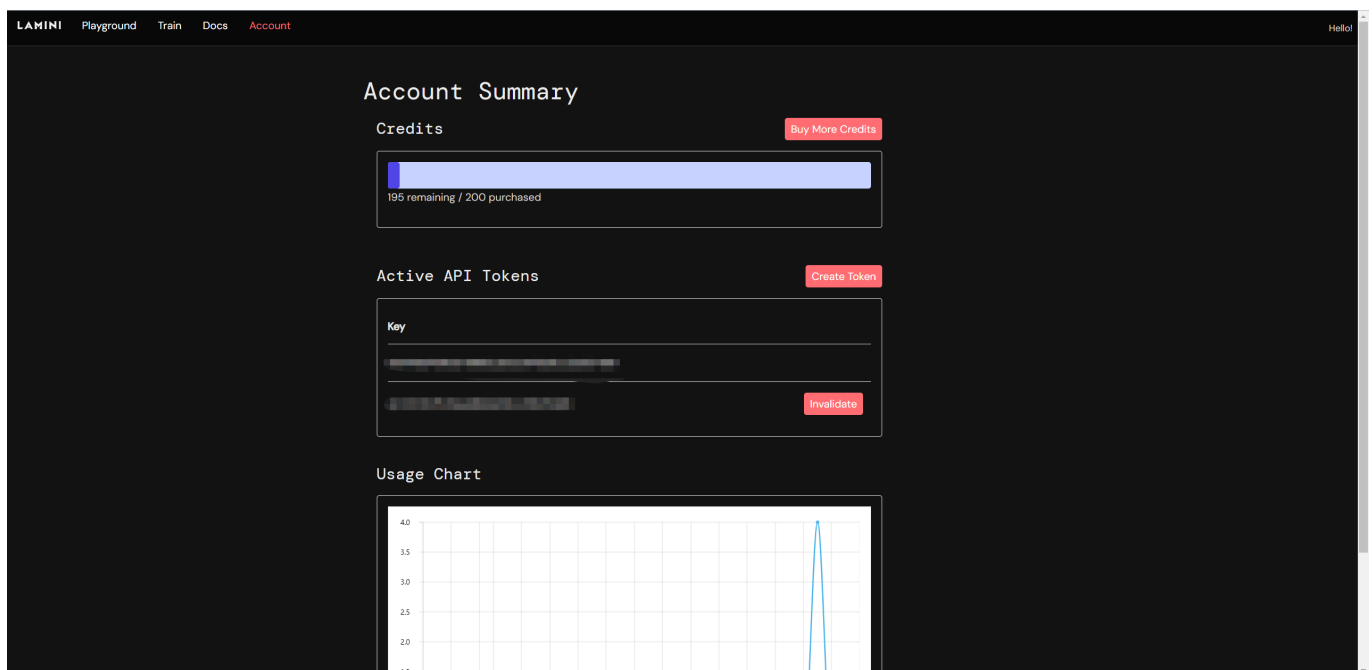 LAMINI Playground Train Docs Account Hello!
Account Summary
Credits Buy More Credits
195 remaining / 200 purchased
Active API Tokens Create Token
Key
Invalidate
Usage Chart
4.0
3.5
3.0
2.5
2.0